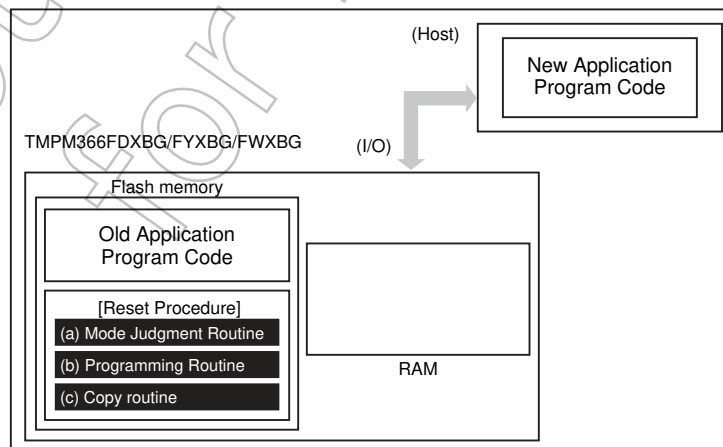 (Host)
New Application
Program Code
TMPM366FDXBG/FYXBG/FWXBG
(I/O)
Flash memory
Old Application
Program Code
[Reset Procedure]
(a) Mode Judgment Routine
(b) Programming Routine
(c) Copy routine
RAM